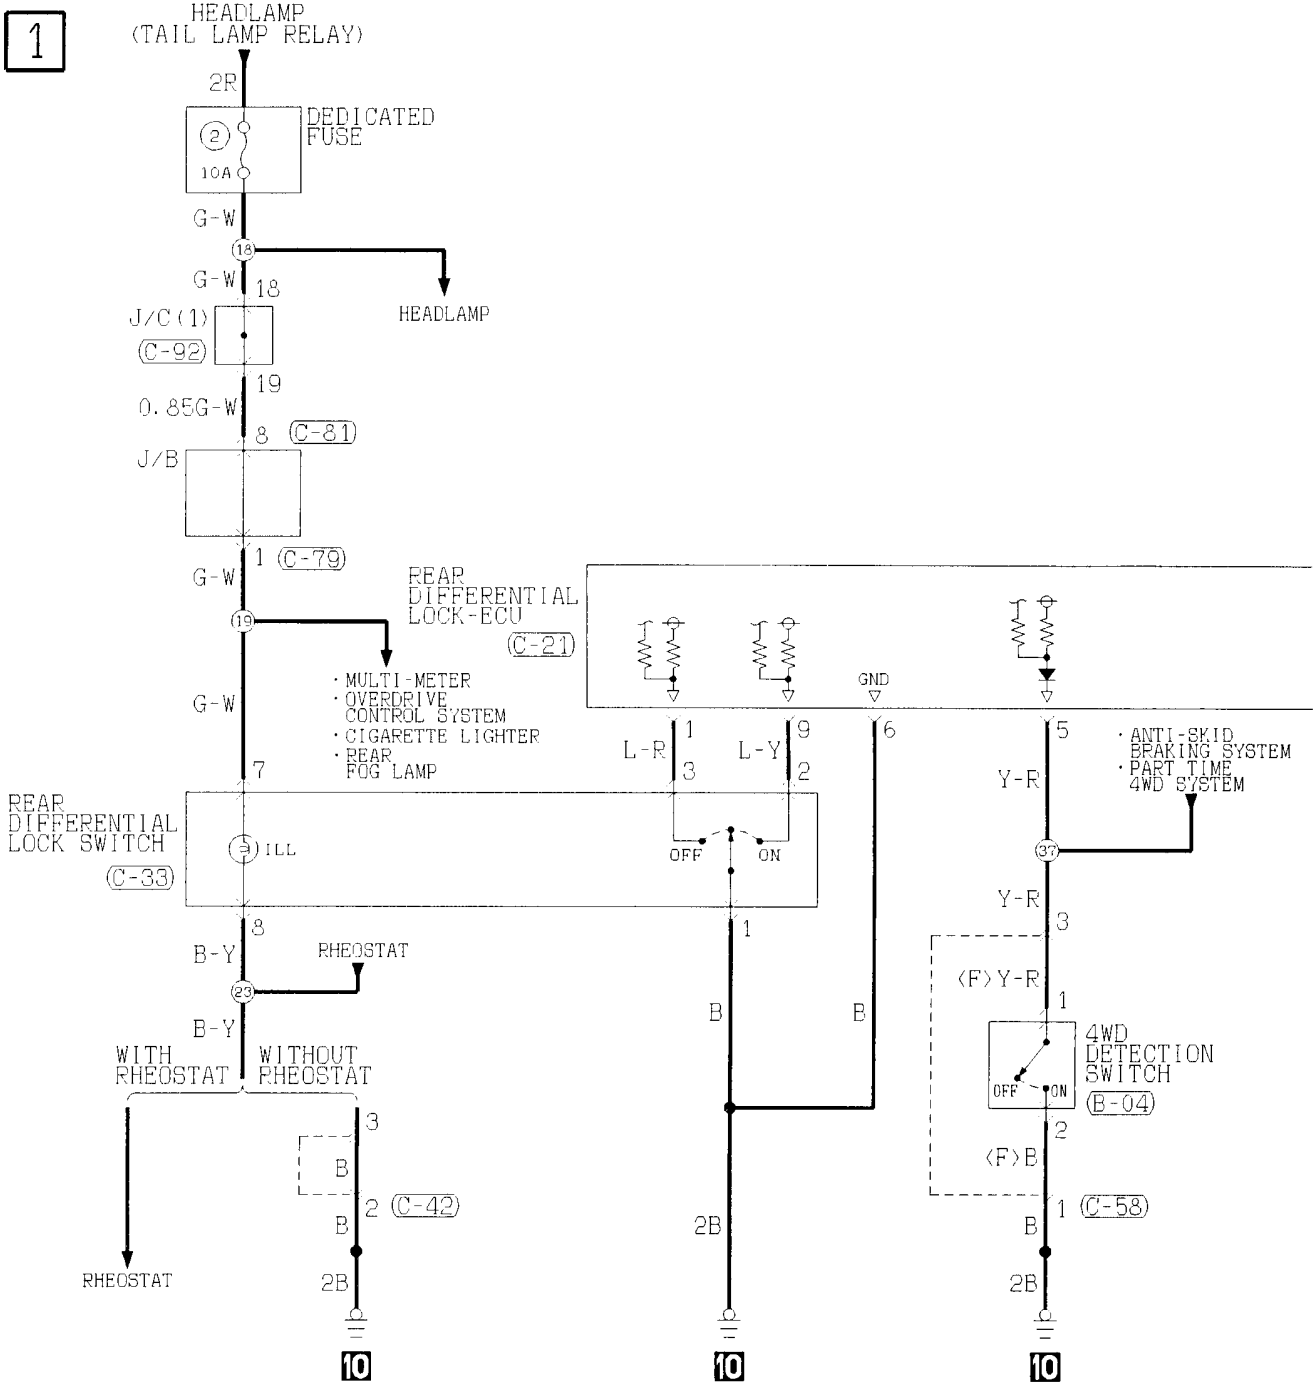 1
HEADLAMP
(TAIL LAMP RELAY)
2R
DEDICATED
FUSE
2
10A
G-W
18
G-W
18
HEADLAMP
J/C(1)
(C-92)
19
0.85G-W
8
(C-81)
J/B
1
(C-79)
G-W
19
· MULTI-METER
· OVERDRIVE
CONTROL SYSTEM
· CIGARETTE LIGHTER
· REAR
FOG LAMP
G-W
7
REAR
DIFFERENTIAL
LOCK-ECU
(C-21)
GND
1
9
6
5
L-R
L-Y
3
2
Y-R
· ANTI-SKID
BRAKING SYSTEM
· PART TIME
4WD SYSTEM
REAR
DIFFERENTIAL
LOCK SWITCH
(C-33)
ILL
OFF
ON
37
8
1
Y-R
3
B-Y
RHEOSTAT
23
B-Y
WITH
RHEOSTAT
WITHOUT
RHEOSTAT
B
B
<F>Y-R
1
4WD
DETECTION
SWITCH
OFF
ON
(B-04)
2
3
B
2
(C-42)
B
<F>B
1
(C-58)
B
RHEOSTAT
2B
2B
2B
10
10
10